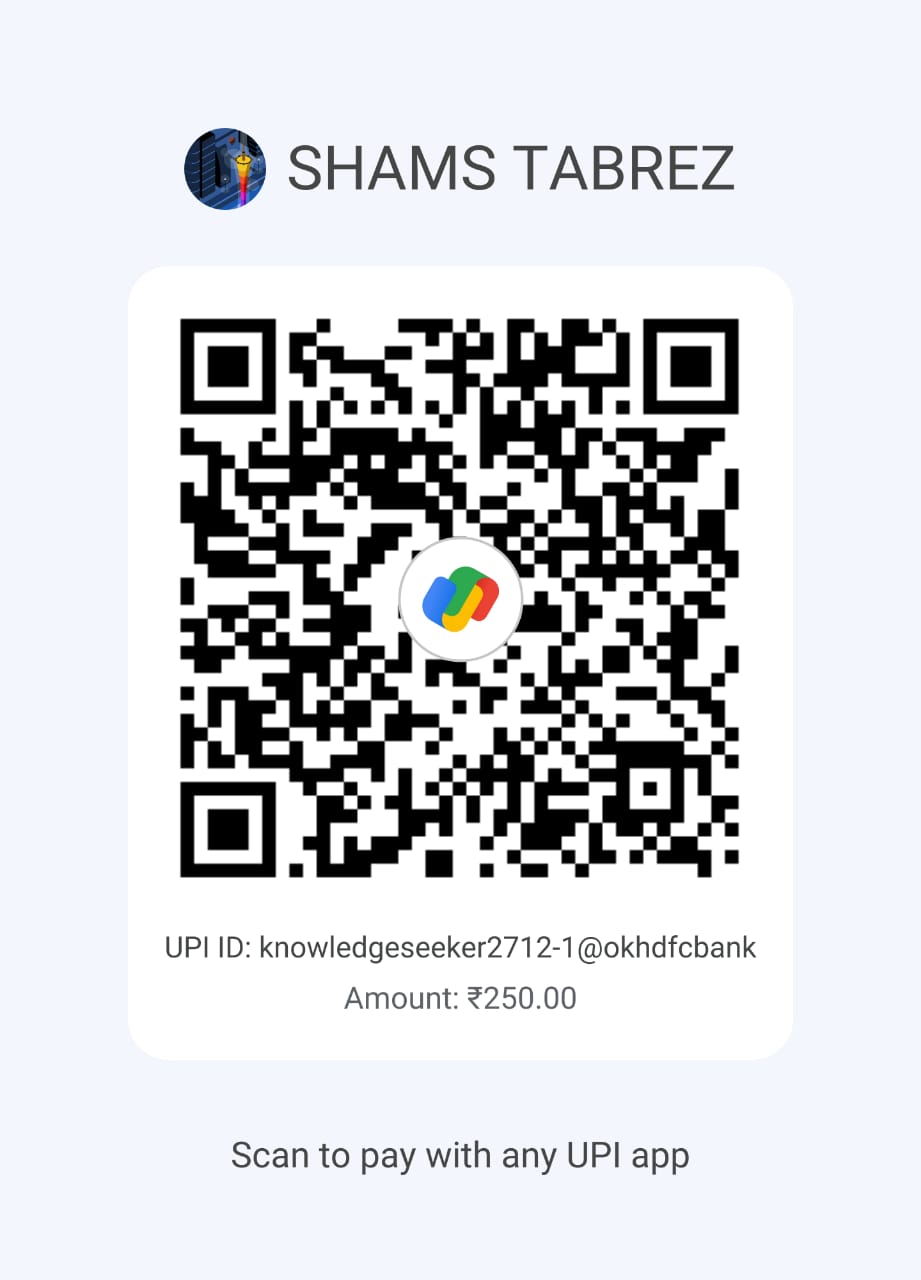 SHAMS TABREZ
UPI ID: knowledgeseeker2712-1@okhdfcbank
Amount: ₹250.00
Scan to pay with any UPI app